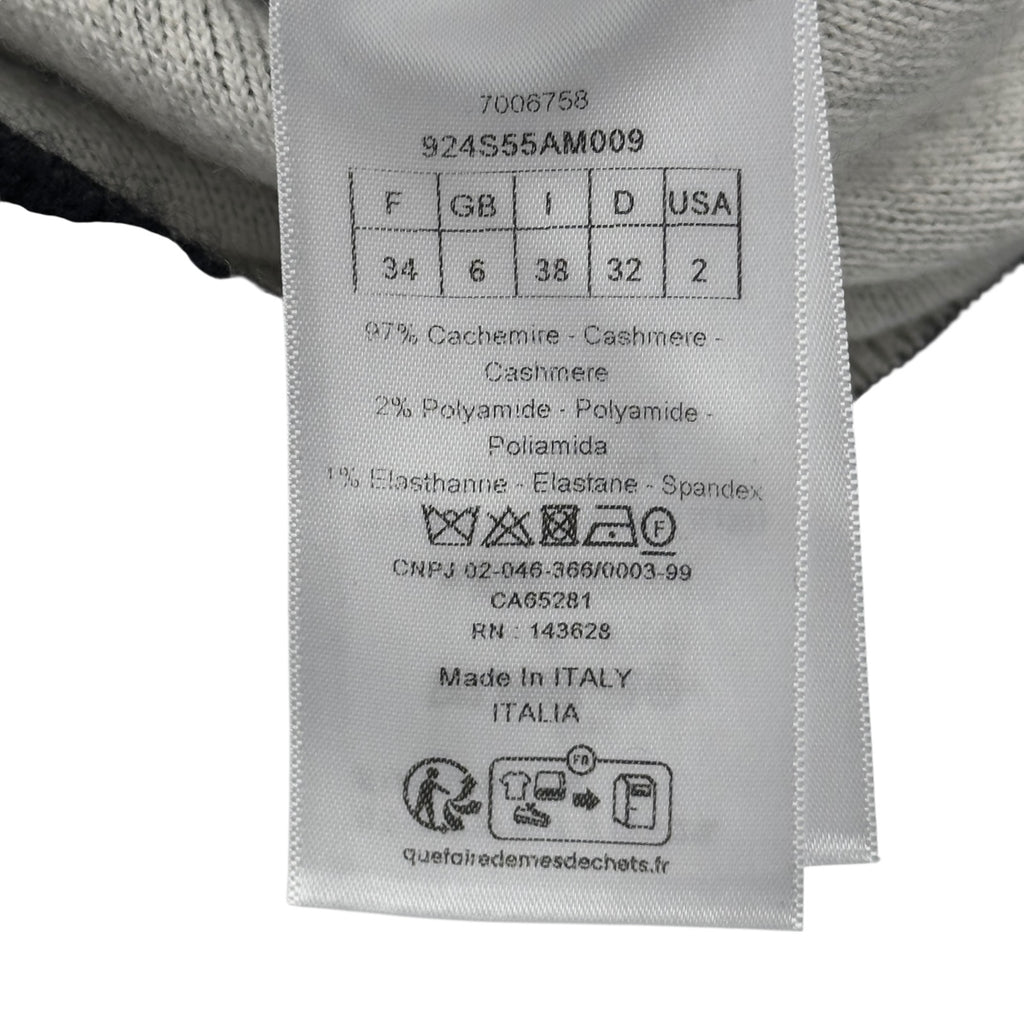 7006758
924S55AM009
F GB I D USA
34 6 38 32 2
97% Cachemire - Cashmere -
Cashmere
2% Polyamide - Polyamide -
Poliamida
1% Elasthanne - Elastane - Spandex
F
CNPJ 02-046-366/0003-99
CA65281
RN : 143628
Made In ITALY
ITALIA
FR
quefairedemesdechets.fr